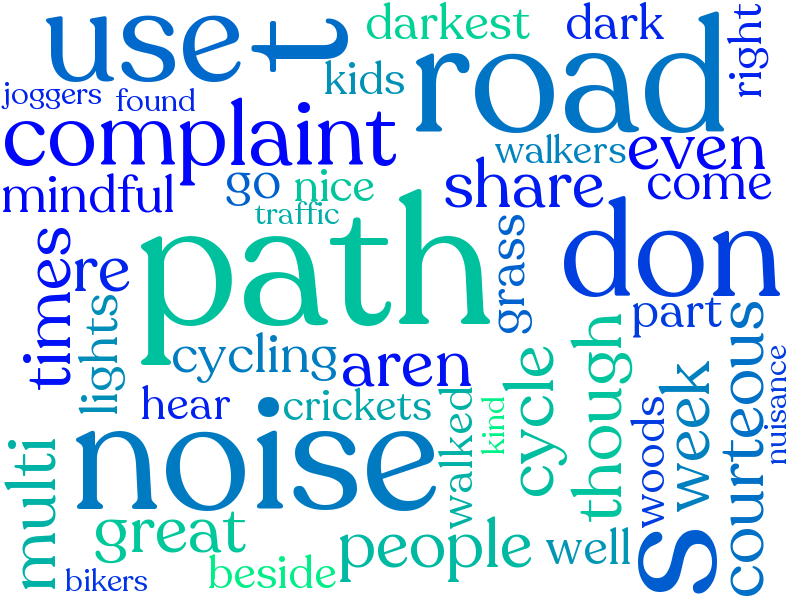 use
t
darkest
dark
right
joggers
found
kids
road
complaint
walkers
even
mindful
go
nice
share
come
traffic
times
re
path
grass
don
lights
part
cycling
aren
though
courteous
hear
crickets
walked
kind
cycle
woods
week
nuisance
noise
multi
great
people
well
s
bikers
beside